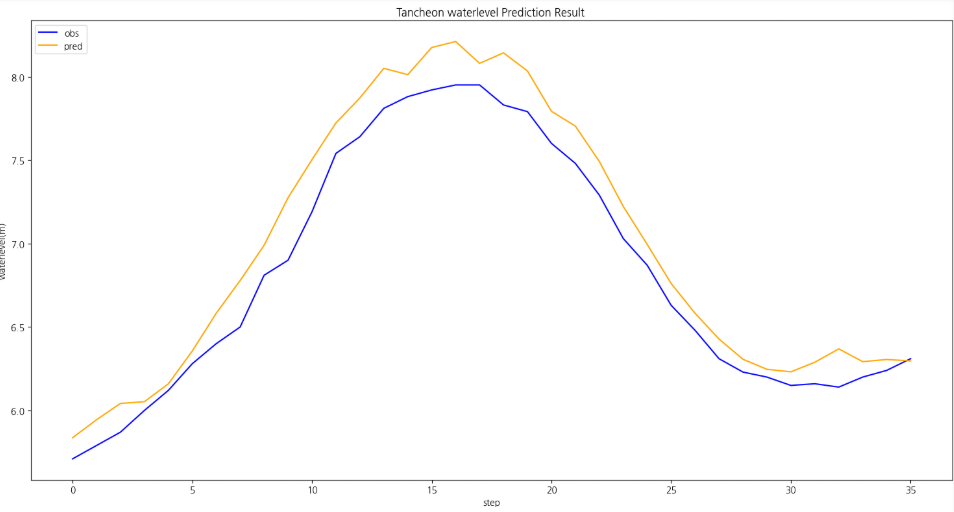 Tancheon waterlevel Prediction Result
obs
pred
8.0
7.5
7.0
6.5
6.0
waterlevel(m)
0 5 10 15 20 25 30 35
step